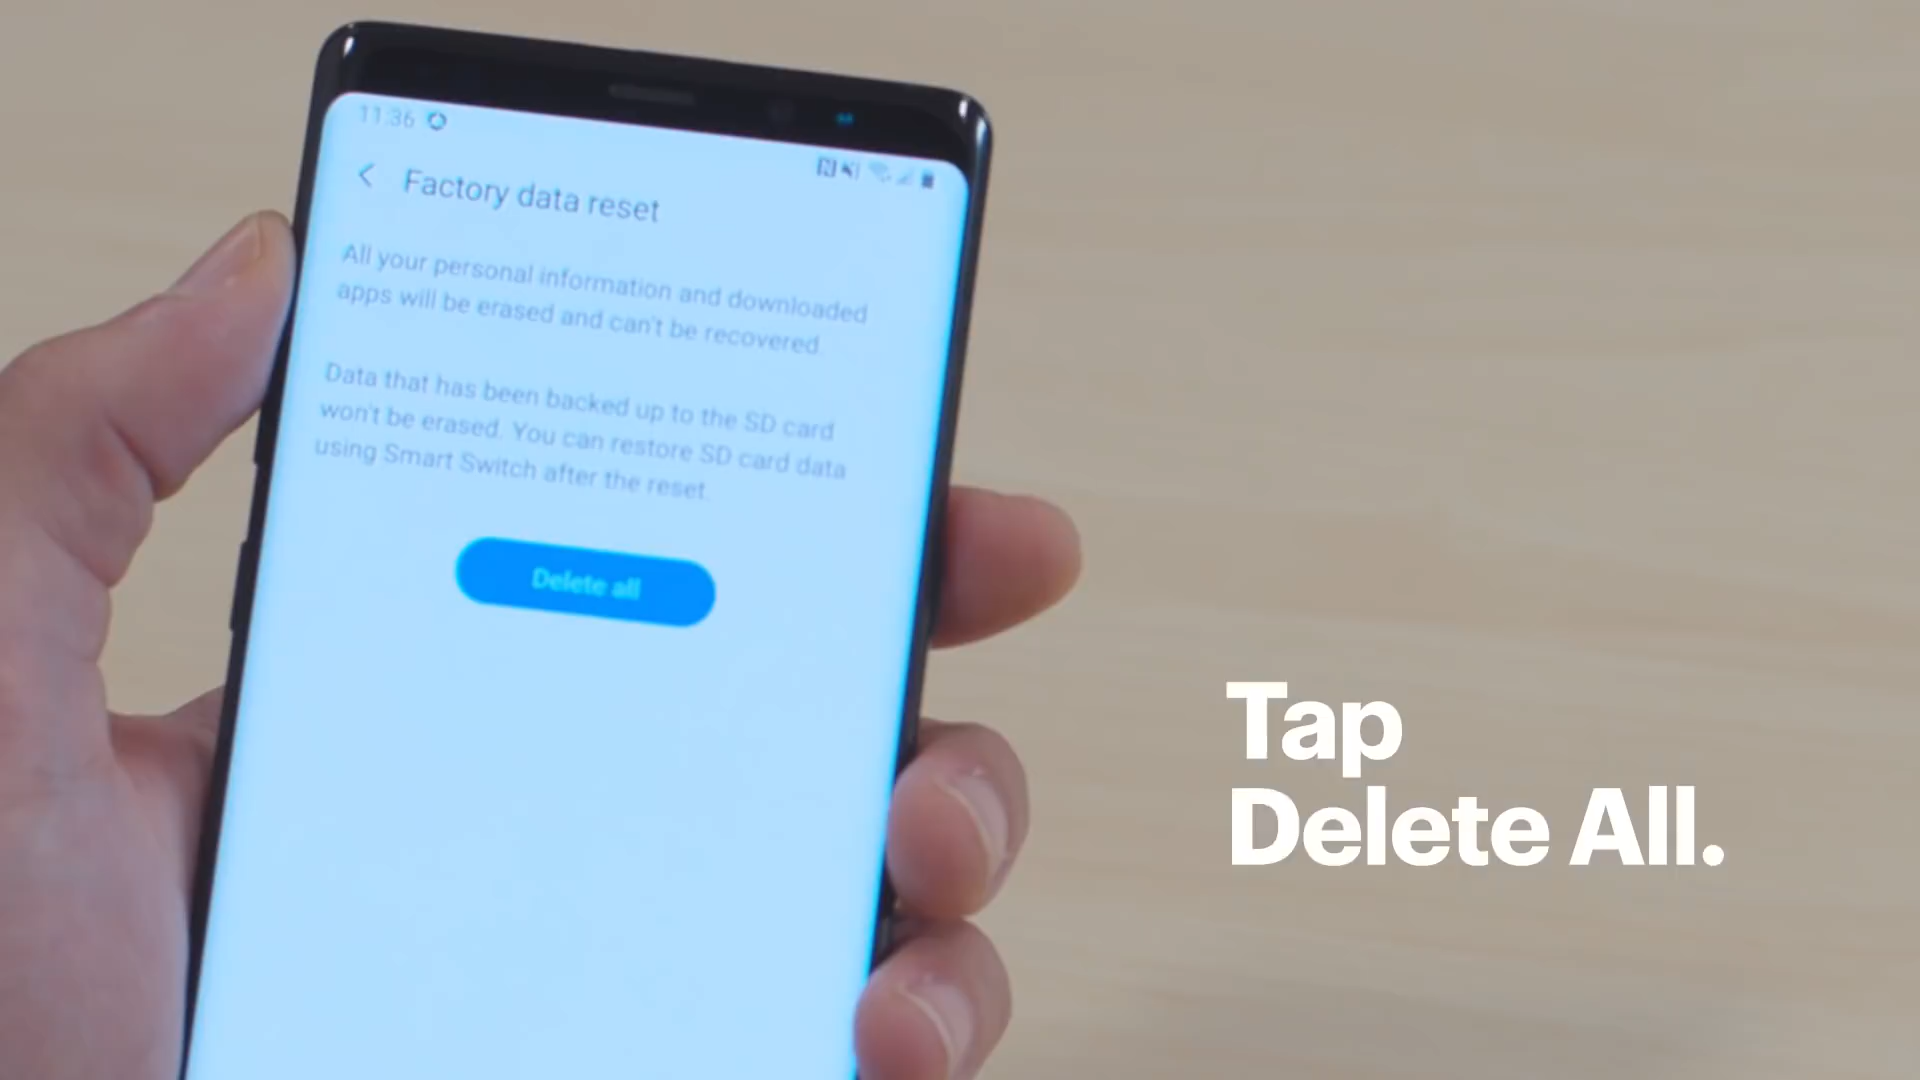 11:36
Factory data reset
All your personal information and downloaded
apps will be erased and can't be recovered.
Data that has been backed up to the SD card
won't be erased. You can restore SD card data
using Smart Switch after the reset.
Delete all
Tap
Delete All.